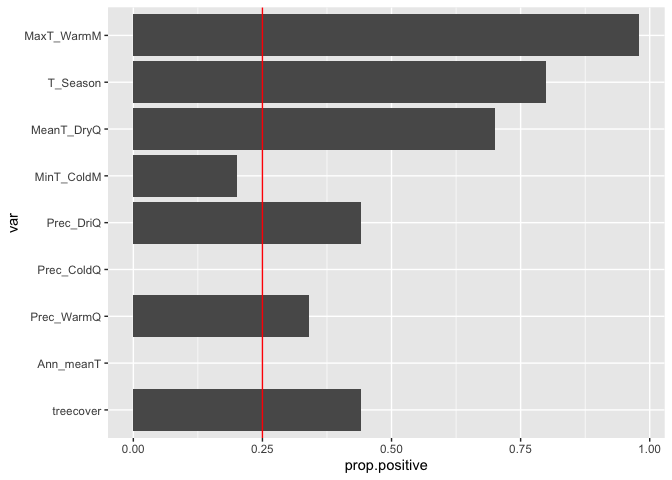 MaxT_WarmM
T_Season
MeanT_DryQ
MinT_ColdM
Prec_DriQ
Prec_ColdQ
Prec_WarmQ
Ann_meanT
treecover
var
0.00 0.25 0.50 0.75 1.00
prop.positive